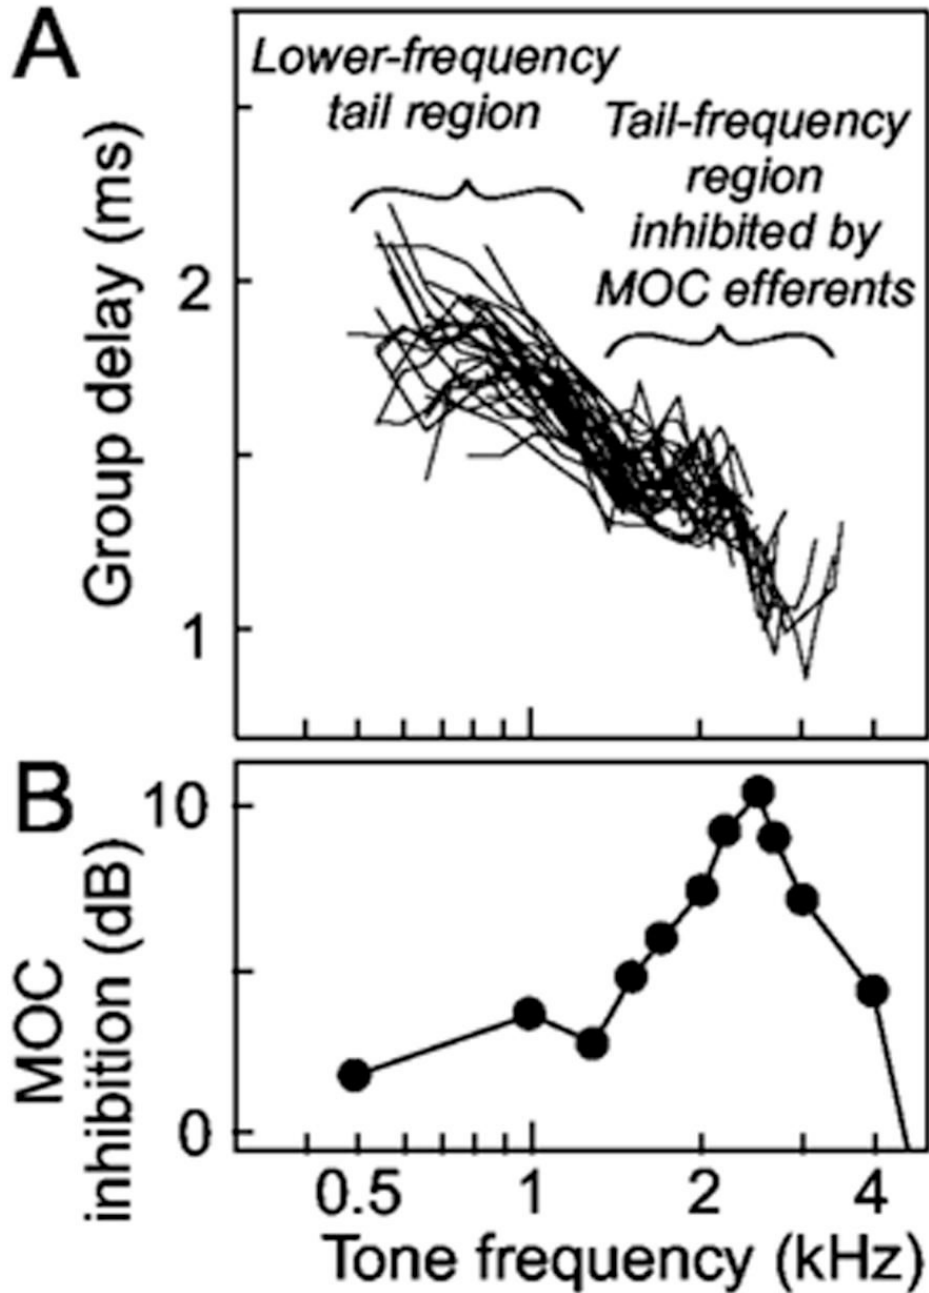 A
Lower-frequency
tail region
Tail-frequency
region
inhibited by
MOC efferents
Group delay (ms)
2
1
B
MOC
inhibition (dB)
10
0
0.5 1 2 4
Tone frequency (kHz)